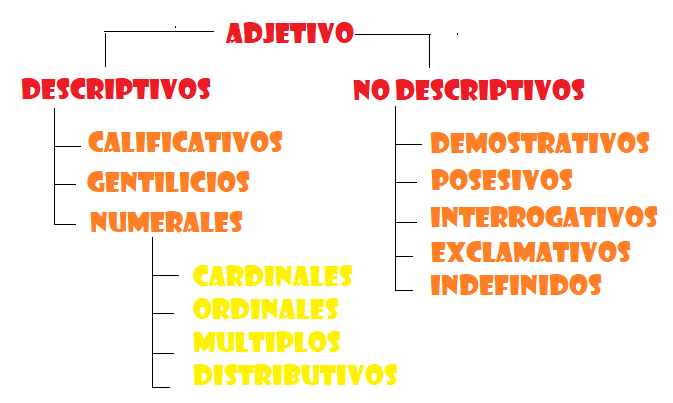 ADJETIVO
DESCRIPTIVOS
CALIFICATIVOS
GENTILICIOS
NUMERALES
CARDINALES
ORDINALES
MULTIPLOS
DISTRIBUTIVOS
NO DESCRIPTIVOS
DEMOSTRATIVOS
POSESIVOS
INTERROGATIVOS
EXCLAMATIVOS
INDEFINIDOS